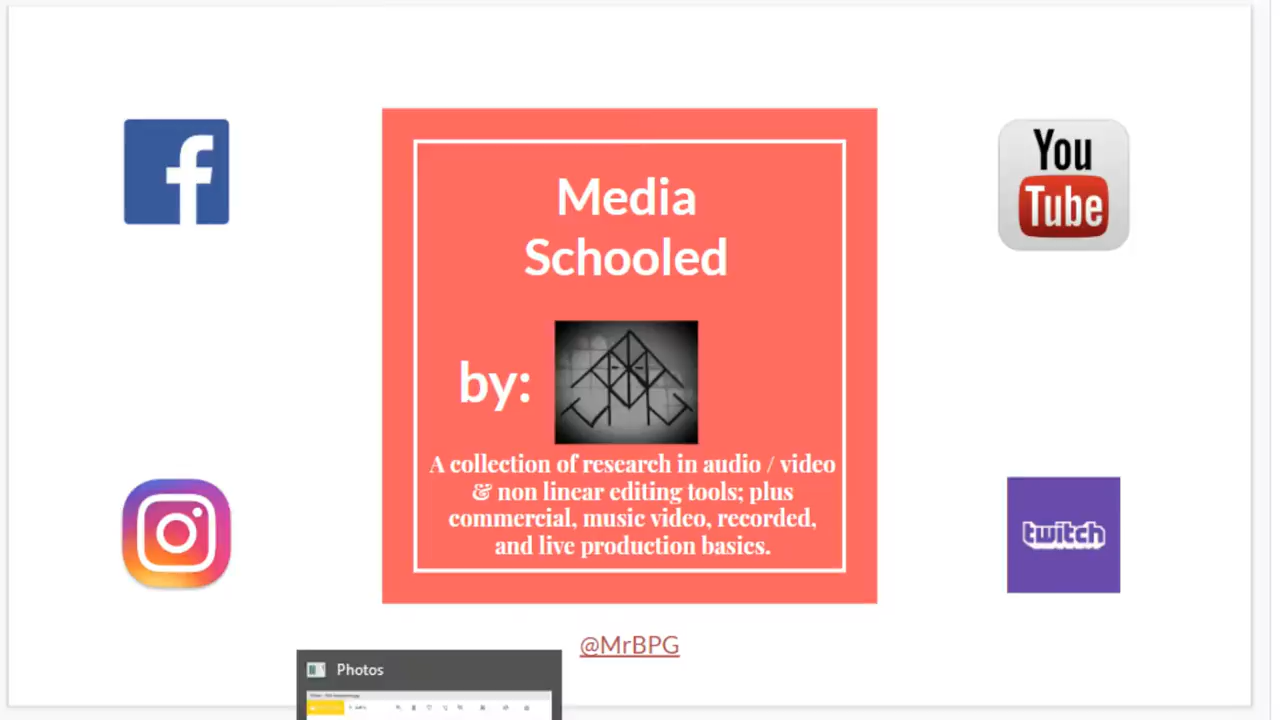 You
Tube
Media
Schooled
by:
A collection of research in audio / video
& non linear editing tools; plus
commercial, music video, recorded,
and live production basics.
twitch
@MrBPG
Photos